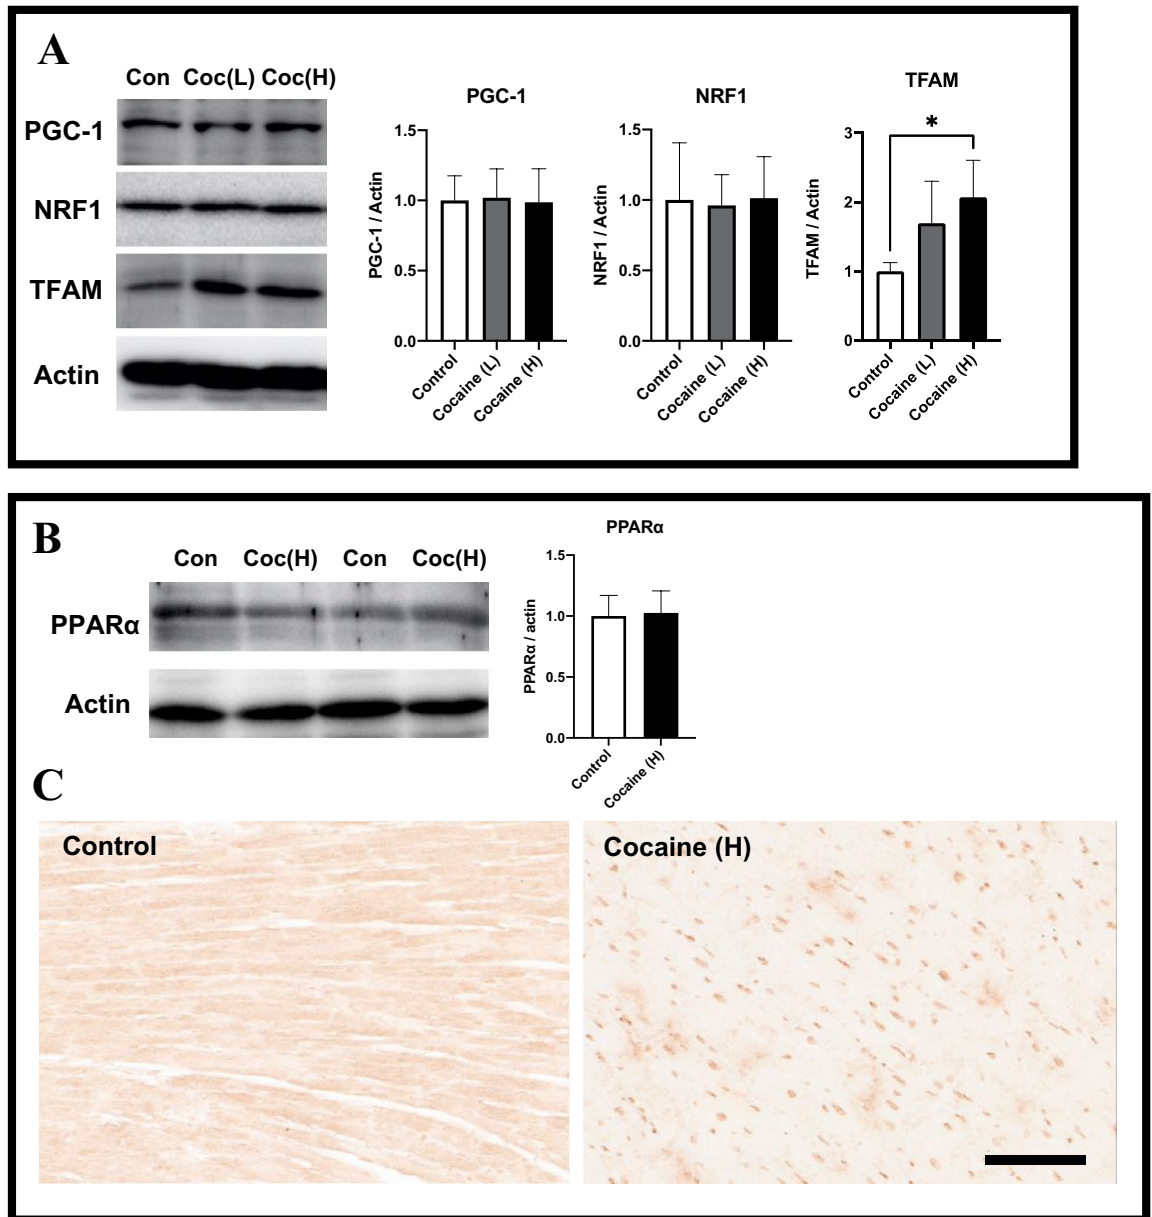 A
Con Coc(L) Coc(H)
PGC-1
NRF1
TFAM
Actin
PGC-1
PGC-1 / Actin
1.5
1.0
0.5
0.0
Control
Cocaine (L)
Cocaine (H)
NRF1
NRF1 / Actin
1.5
1.0
0.5
0.0
Control
Cocaine (L)
Cocaine (H)
TFAM
TFAM / Actin
3
2
1
0
*
Control
Cocaine (L)
Cocaine (H)
B
Con Coc(H) Con Coc(H)
PPARα
Actin
PPARα
PPARα / actin
1.5
1.0
0.5
0.0
Control
Cocaine (H)
C
Control
Cocaine (H)